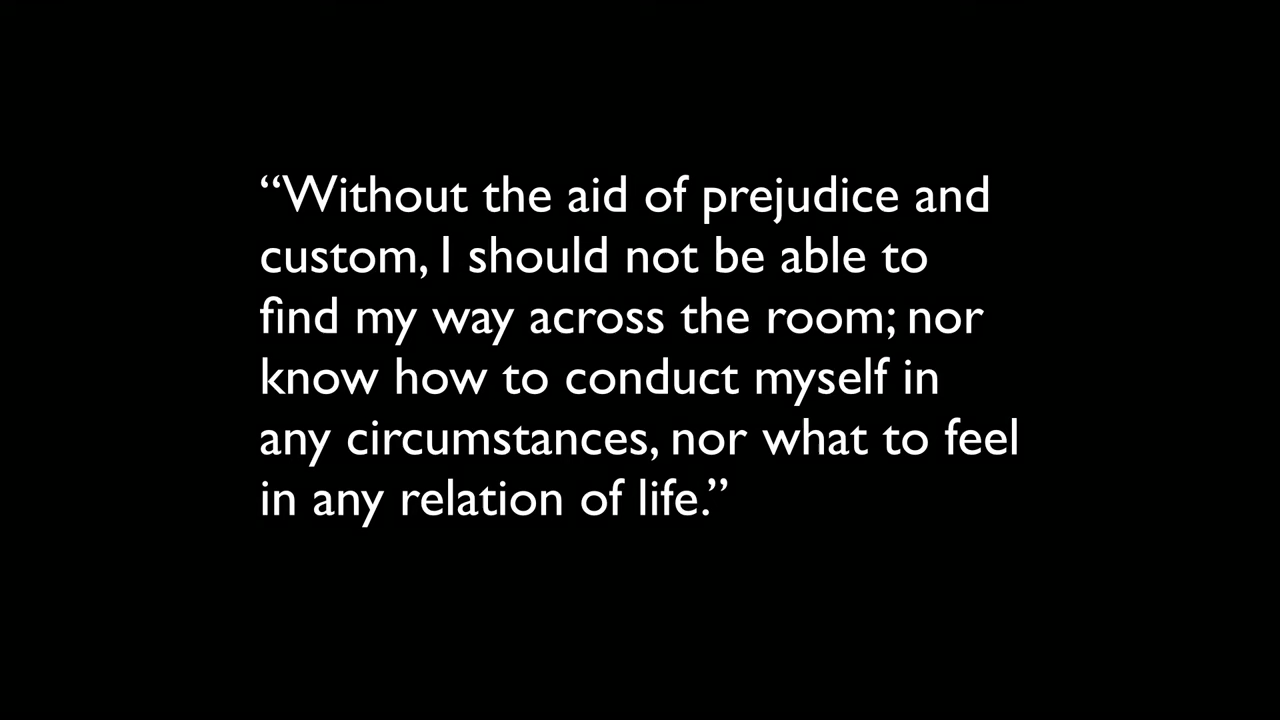 “Without the aid of prejudice and
custom, I should not be able to
find my way across the room; nor
know how to conduct myself in
any circumstances, nor what to feel
in any relation of life.”